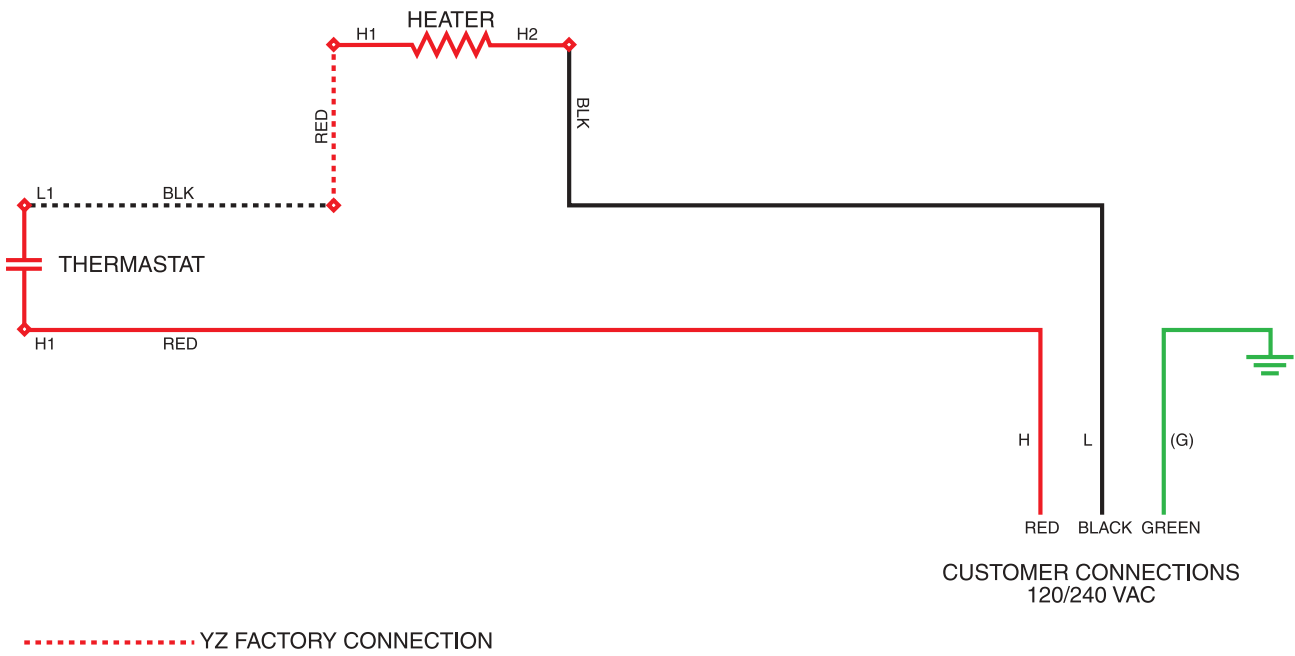 HEATER
H1
H2
RED
BLK
L1
BLK
THERMASTAT
H1
RED
H
L
(G)
RED
BLACK
GREEN
CUSTOMER CONNECTIONS
120/240 VAC
YZ FACTORY CONNECTION